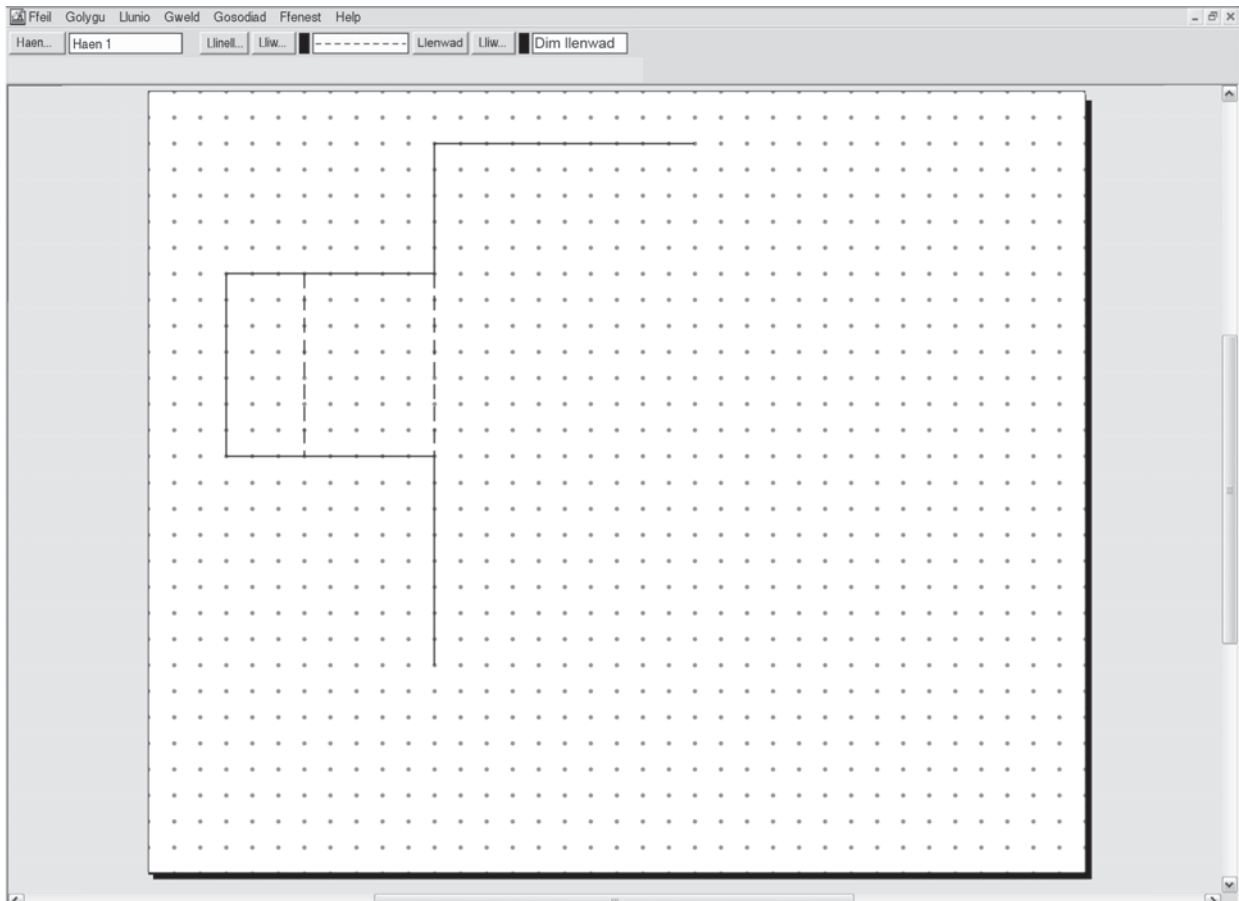 Ffeil Golygu Llunio Gweld Gosodiad Ffenest Help
Haen... Haen 1 Llinell... Lliw... Llenwad Lliw... Dim llenwad